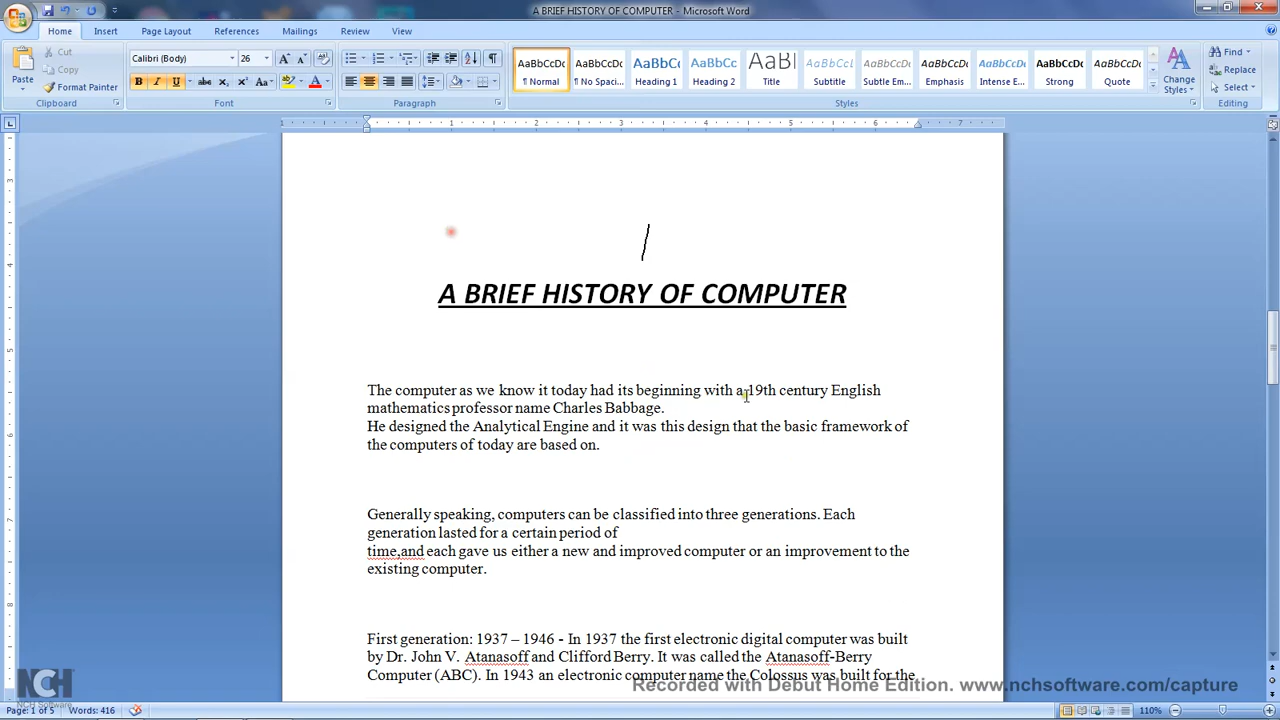 A BRIEF HISTORY OF COMPUTER - Microsoft Word
Home Insert Page Layout References Mailings Review View
Paste
Cut
Copy
Format Painter
Clipboard
Calibri (Body) 26
Font
Paragraph
AaBbCcDc AaBbCcDc AaBbC AaBbCc AaBbl AaBbCcL AaBbCcDc AaBbCcDc AaBbCcDc AaBbCcDc AaBbCcDc
¶ Normal ¶ No Spaci... Heading 1 Heading 2 Title Subtitle Subtle Em... Emphasis Intense E... Strong Quote
Change Styles
Styles
Find
Replace
Select
Editing
A BRIEF HISTORY OF COMPUTER
The computer as we know it today had its beginning with a 19th century English
mathematics professor name Charles Babbage.
He designed the Analytical Engine and it was this design that the basic framework of
the computers of today are based on.
Generally speaking, computers can be classified into three generations. Each
generation lasted for a certain period of
time,and each gave us either a new and improved computer or an improvement to the
existing computer.
First generation: 1937 – 1946 - In 1937 the first electronic digital computer was built
by Dr. John V. Atanasoff and Clifford Berry. It was called the Atanasoff-Berry
Computer (ABC). In 1943 an electronic computer name the Colossus was built for the
NCH
NCH Software
Recorded with Debut Home Edition. www.nchsoftware.com/capture
Page: 1 of 5 Words: 416 110%